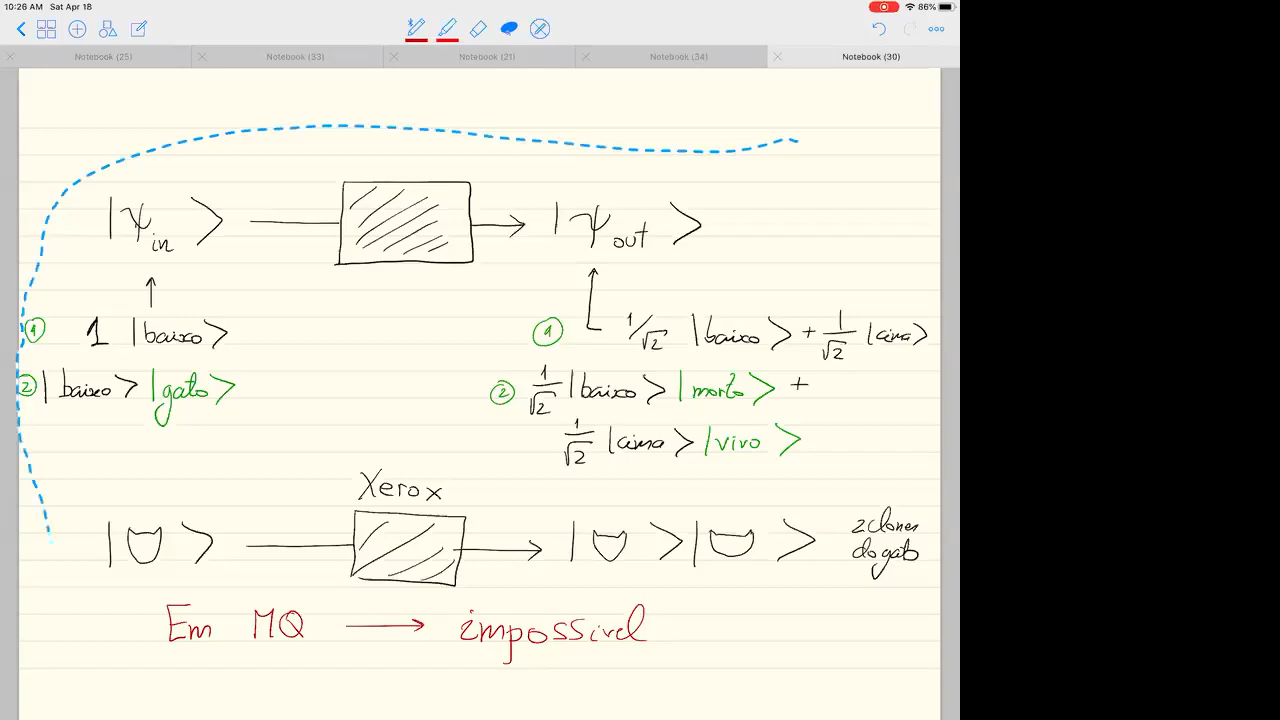 10:26 AM Sat Apr 18 86%
Notebook (25) Notebook (33) Notebook (21) Notebook (34) Notebook (30)
|ψin> |ψout>
① 1 |baixo> ① 1/√2 |baixo> + 1/√2 |cima>
② |baixo>|gato> ② 1/√2 |baixo>|morto> +
1/√2 |cima>|vivo>
Xerox
2 clones
do gato
Em MQ → impossivel